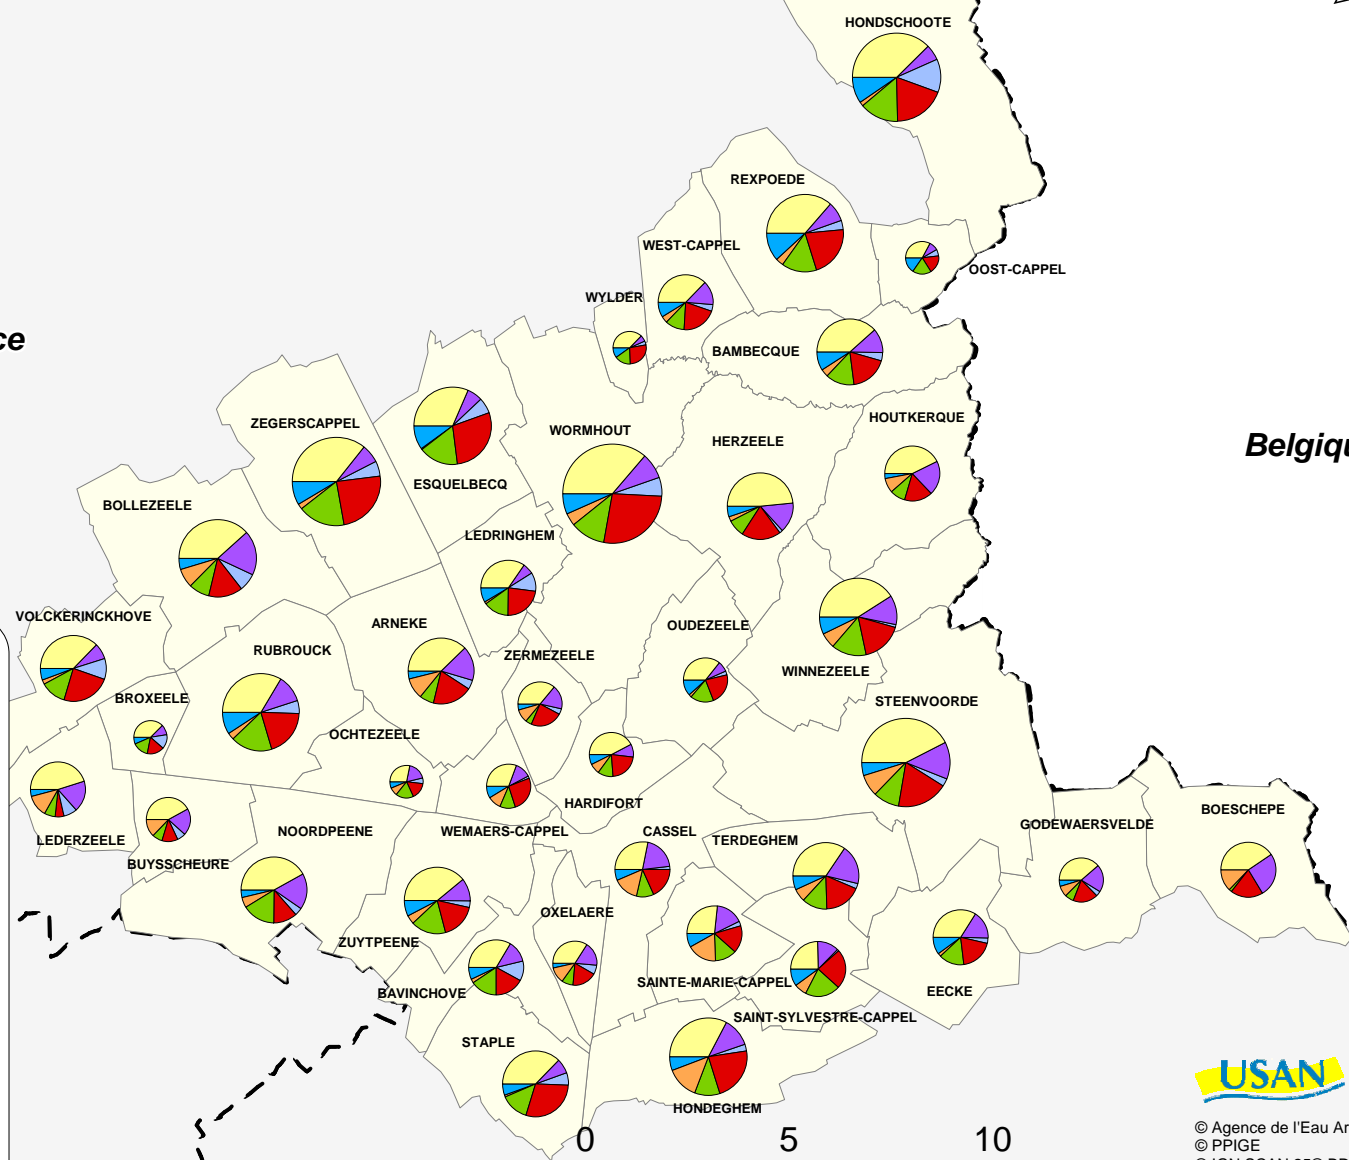 HONDSCHOOTE
REXPOEDE
WEST-CAPPEL
OOST-CAPPEL
WYLDER
ce
BAMBECQUE
ZEGERSCAPPEL
WORMHOUT
HERZEELE
HOUTKERQUE
Belgiqu
ESQUELBECQ
BOLLEZEELE
LEDRINGHEM
VOLCKERINCKHOVE
ARNEKE
OUDEZEELE
RUBROUCK
ZERMEZEELE
WINNEZEELE
BROXEELE
STEENVOORDE
OCHTEZEELE
HARDIFORT
BOESCHEPE
GODEWAERSVELDE
NOORDPEENE
WEMAERS-CAPPEL
CASSEL
TERDEGHEM
LEDERZEELE
BUYSSCHEURE
OXELAERE
ZUYTPEENE
SAINTE-MARIE-CAPPEL
BAVINCHOVE
EECKE
SAINT-SYLVESTRE-CAPPEL
STAPLE
HONDEGHEM
USAN
0 5 10
© Agence de l'Eau Ar
© PPIGE